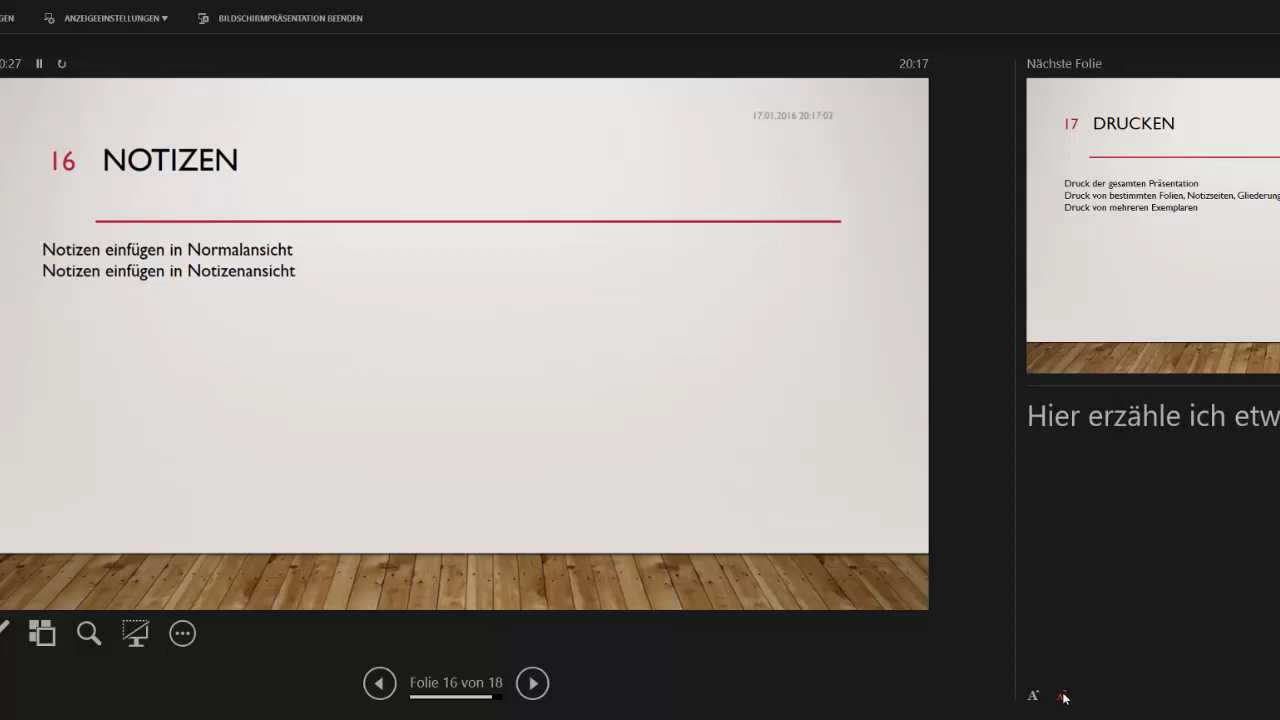 GEN ANZEIGEEINSTELLUNGEN BILDSCHIRMPRÄSENTATION BEENDEN
0:27 20:17 Nächste Folie
17.01.2016 20:17:03
16 NOTIZEN
Notizen einfügen in Normalansicht
Notizen einfügen in Notizenansicht
17 DRUCKEN
Druck der gesamten Präsentation
Druck von bestimmten Folien, Notizseiten, Gliederung
Druck von mehreren Exemplaren
Hier erzähle ich etw
Folie 16 von 18
A A